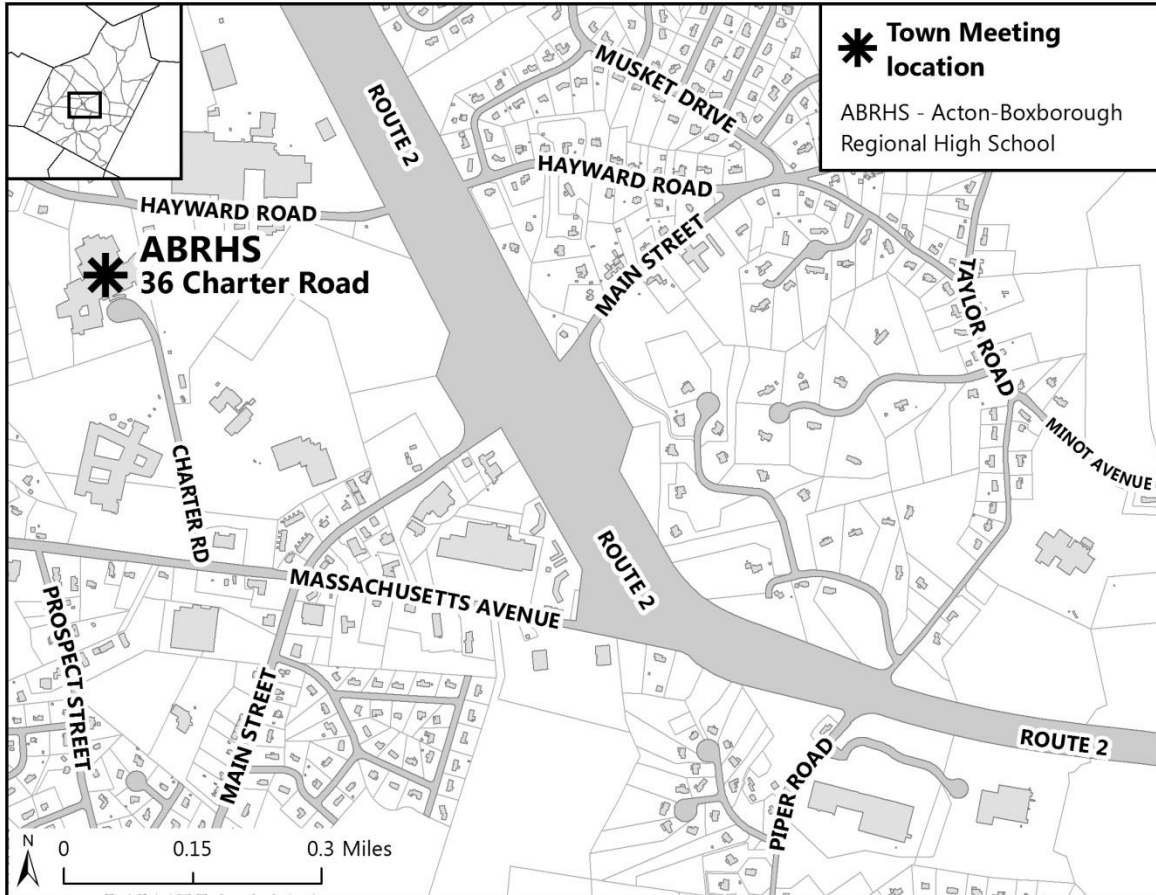 Town Meeting
location
ABRHS - Acton-Boxborough
Regional High School
ROUTE 2
MUSKET DRIVE
HAYWARD ROAD
HAYWARD ROAD
MAIN STREET
ABRHS
36 Charter Road
TAYLOR ROAD
MINOT AVENUE
CHARTER RD
ROUTE 2
MASSACHUSETTS AVENUE
PROSPECT STREET
MAIN STREET
PIPER ROAD
ROUTE 2
N
0 0.15 0.3 Miles